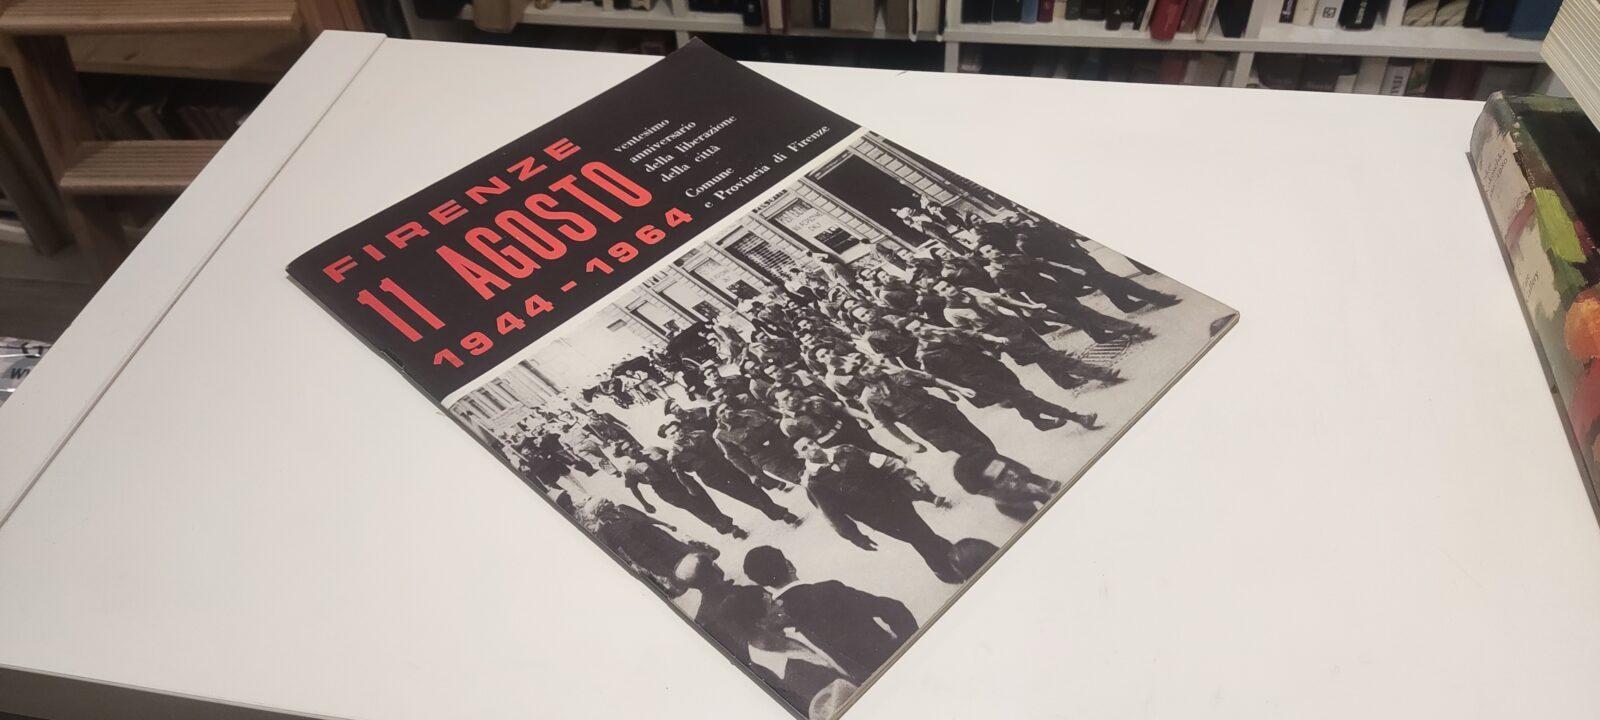 FIRENZE
11 AGOSTO
1944-1964
ventesimo
anniversario
della liberazione
della città
Comune
e Provincia di Firenze